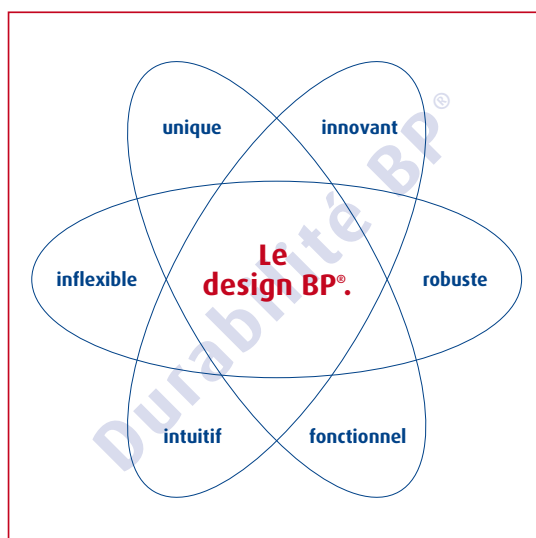 unique
innovant
Durabilité BP®
Le
design BP®.
inflexible
robuste
intuitif
fonctionnel